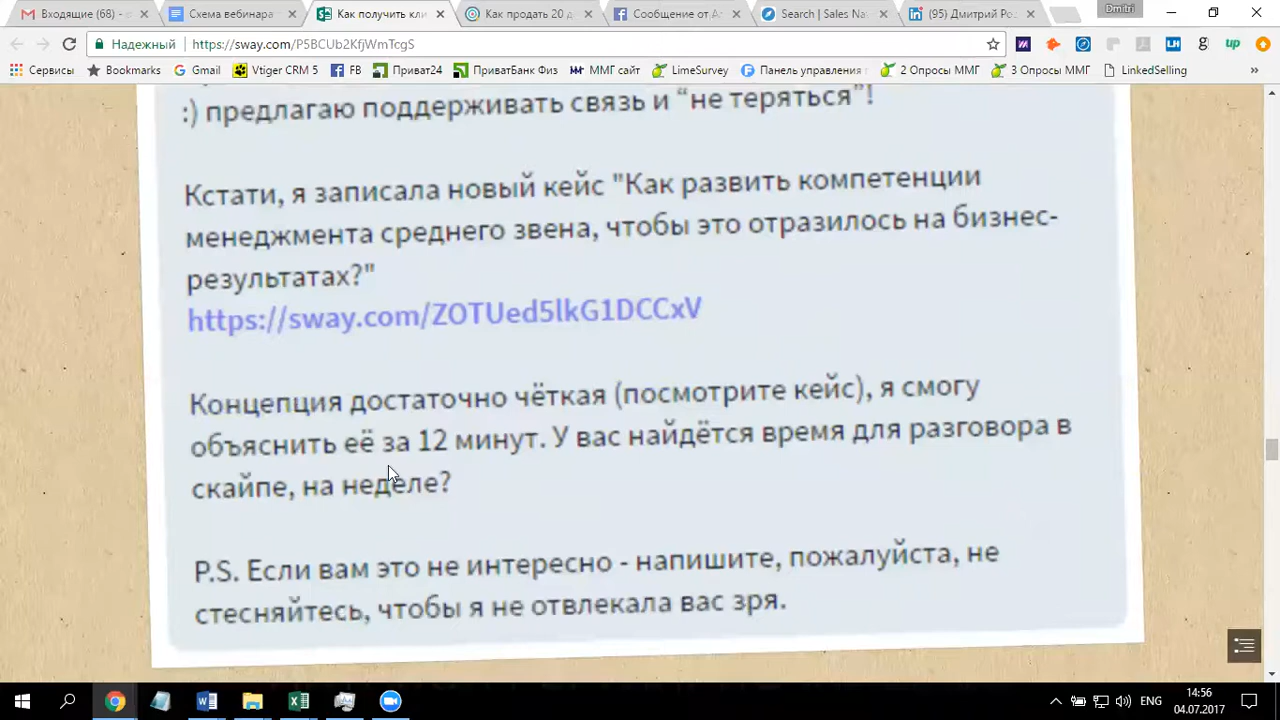 Входящие (68) - в
Схема вебинара
Как получить кли
Как продать 20 д
Сообщение от Ал
Search | Sales Na
(95) Дмитрий Роз
Dmitri
Надежный
https://sway.com/P5BCUb2KfjWmTcgS
Сервисы
Bookmarks
Gmail
Vtiger CRM 5
FB
Приват24
ПриватБанк Физ
ММГ сайт
LimeSurvey
Панель управления
2 Опросы ММГ
3 Опросы ММГ
LinkedSelling
:) предлагаю поддерживать связь и “не теряться”!
Кстати, я записала новый кейс "Как развить компетенции
менеджмента среднего звена, чтобы это отразилось на бизнес-
результатах?"
https://sway.com/ZOTUed5lkG1DCCxV
Концепция достаточно чёткая (посмотрите кейс), я смогу
объяснить её за 12 минут. У вас найдётся время для разговора в
скайпе, на неделе?
P.S. Если вам это не интересно - напишите, пожалуйста, не
стесняйтесь, чтобы я не отвлекала вас зря.
ENG
14:56
04.07.2017